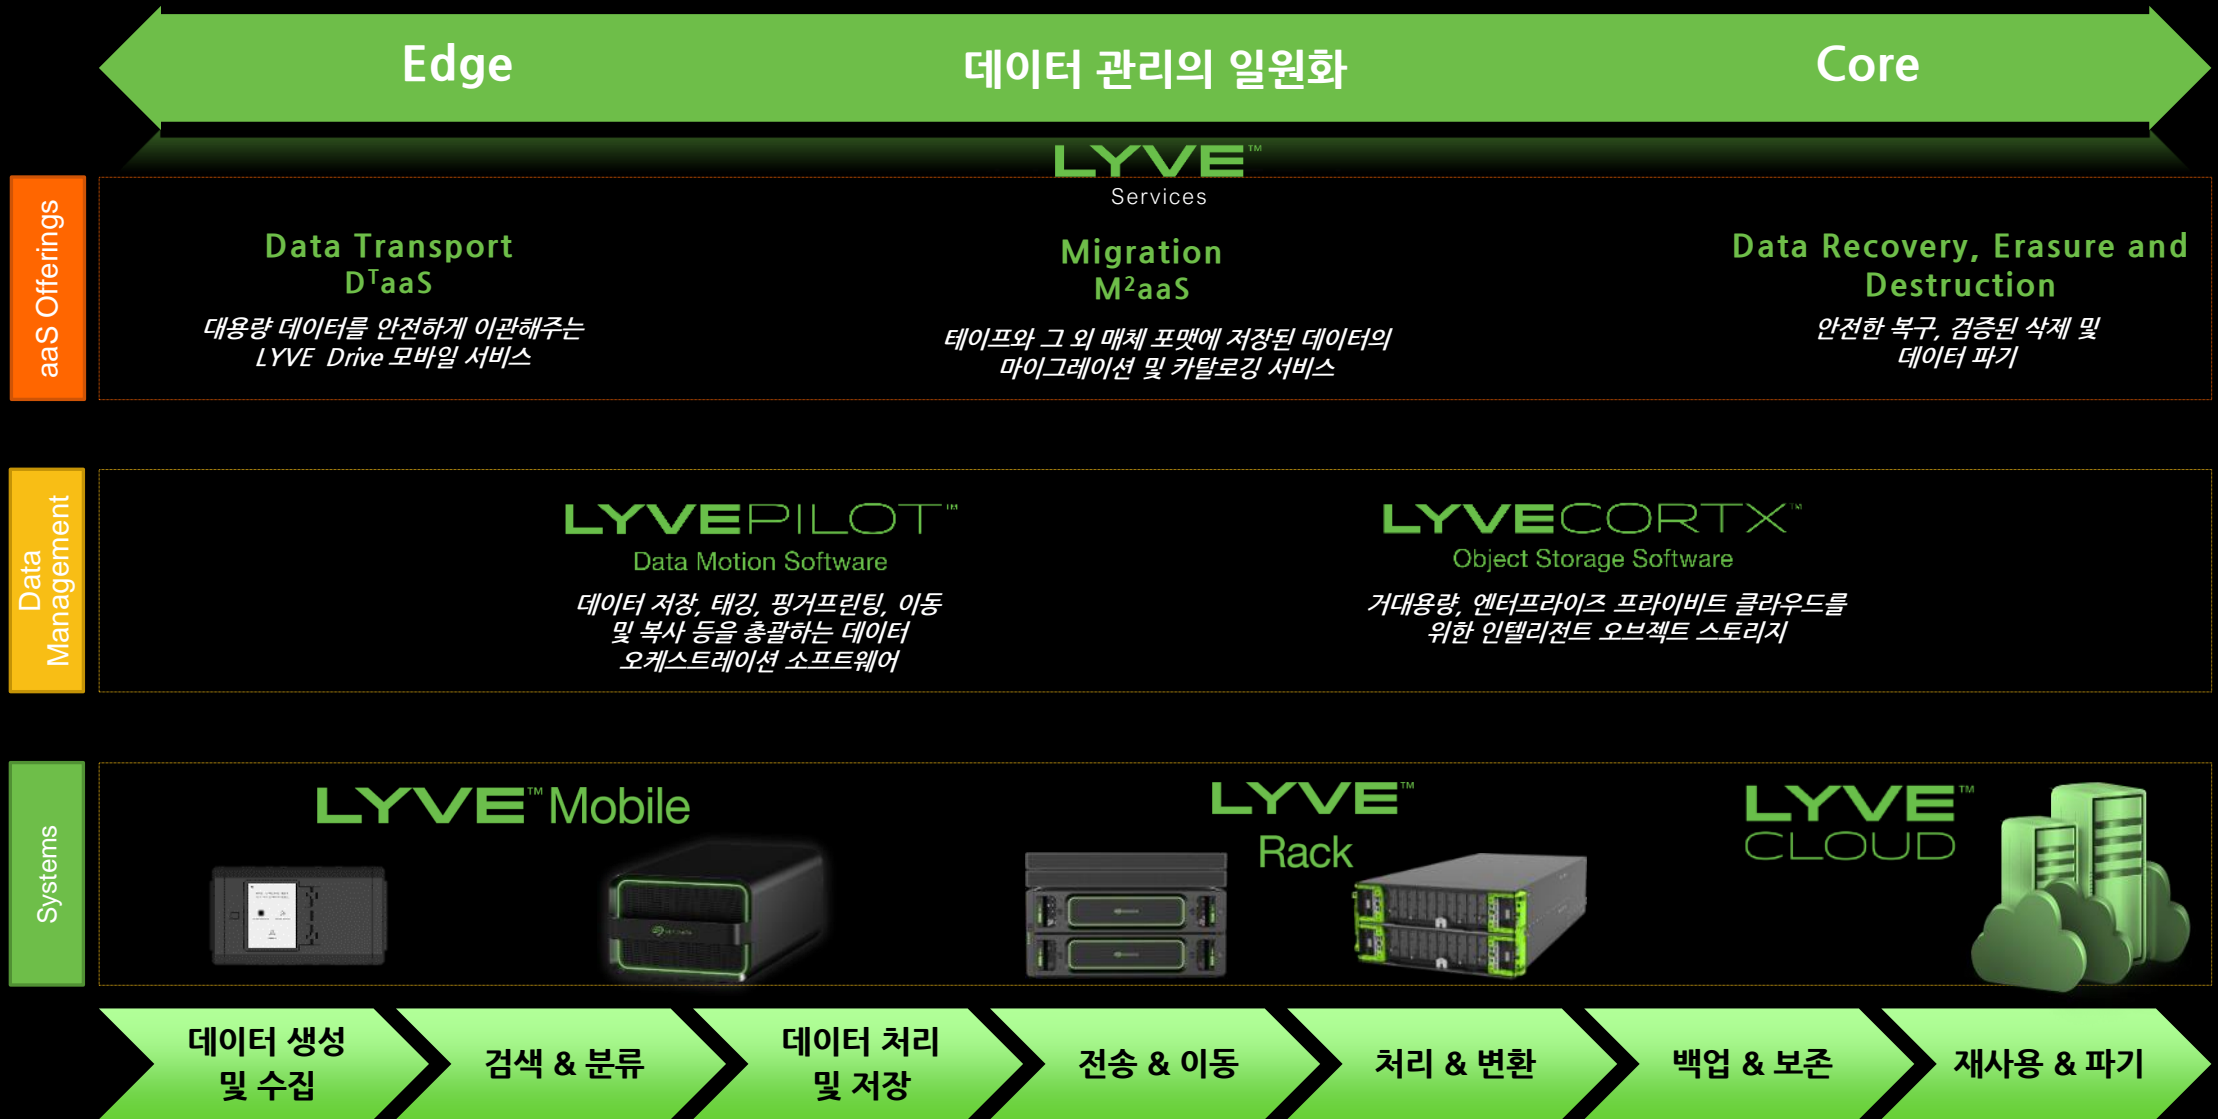 Edge
데이터 관리의 일원화
Core
LYVE™
Services
aaS Offerings
Data Transport
DᵀaaS
대용량 데이터를 안전하게 이관해주는
LYVE Drive 모바일 서비스
Migration
M²aaS
테이프와 그 외 매체 포맷에 저장된 데이터의
마이그레이션 및 카탈로깅 서비스
Data Recovery, Erasure and
Destruction
안전한 복구, 검증된 삭제 및
데이터 파기
Data
Management
LYVEPILOT™
Data Motion Software
데이터 저장, 태깅, 핑거프린팅, 이동
및 복사 등을 총괄하는 데이터
오케스트레이션 소프트웨어
LYVECORTX™
Object Storage Software
거대용량, 엔터프라이즈 프라이비트 클라우드를
위한 인텔리전트 오브젝트 스토리지
Systems
LYVE™ Mobile
LYVE™
Rack
LYVE™
CLOUD
데이터 생성
및 수집
검색 & 분류
데이터 처리
및 저장
전송 & 이동
처리 & 변환
백업 & 보존
재사용 & 파기